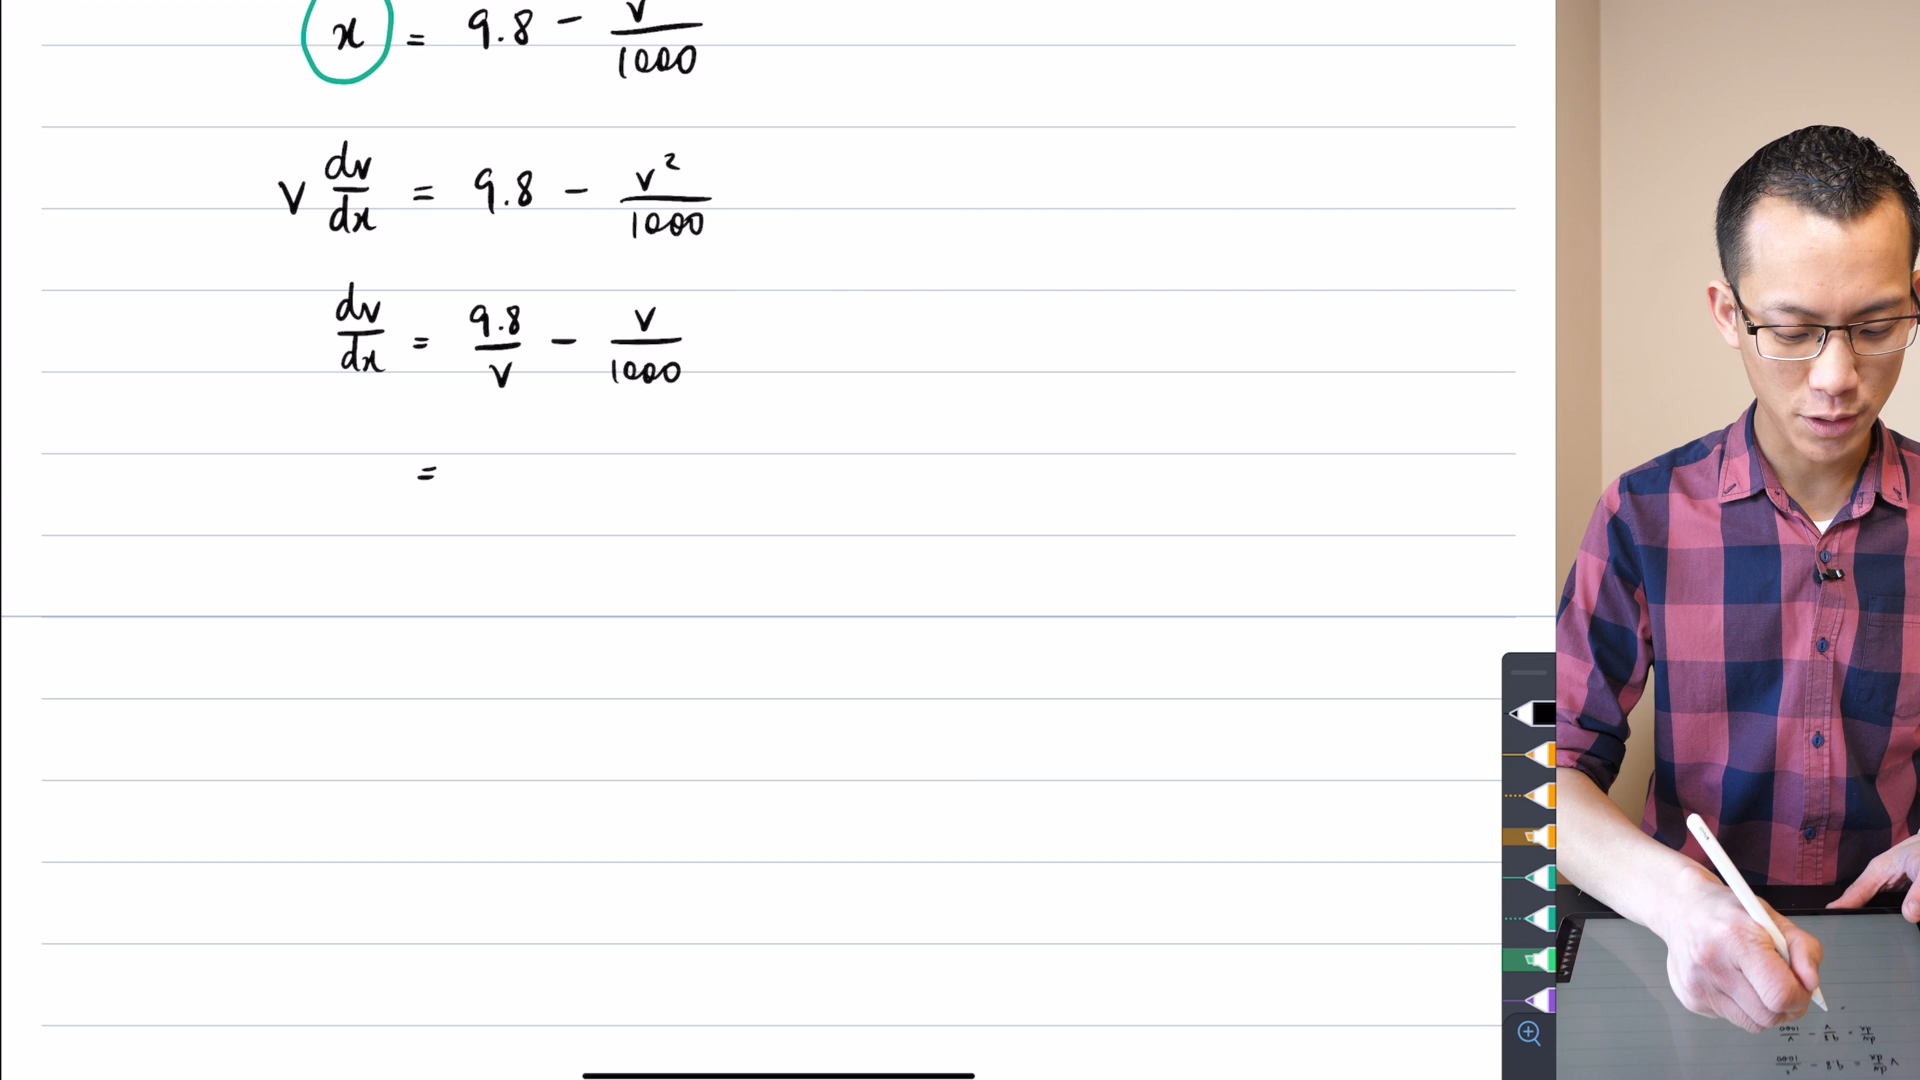 x = 9.8 - v/1000
v dv/dx = 9.8 - v²/1000
dv/dx = 9.8/v - v/1000
=